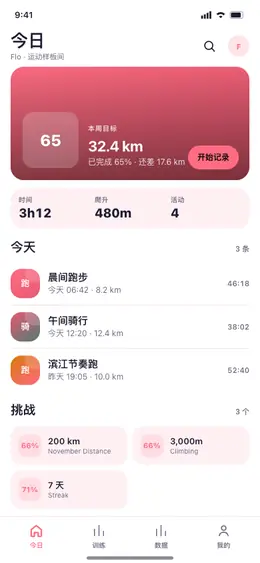 9:41
今日
Flo · 运动样板间
F
65
本周目标
32.4 km
已完成 65% · 还差 17.6 km
开始记录
时间 爬升 活动
3h12 480m 4
今天 3 条
跑 晨间跑步 46:18
今天 06:42 · 8.2 km
骑 午间骑行 38:02
今天 12:20 · 12.4 km
跑 滨江节奏跑 52:40
昨天 19:05 · 10.0 km
挑战 3 个
66% 200 km
November Distance
66% 3,000m
Climbing
71% 7 天
Streak
今日 训练 数据 我的